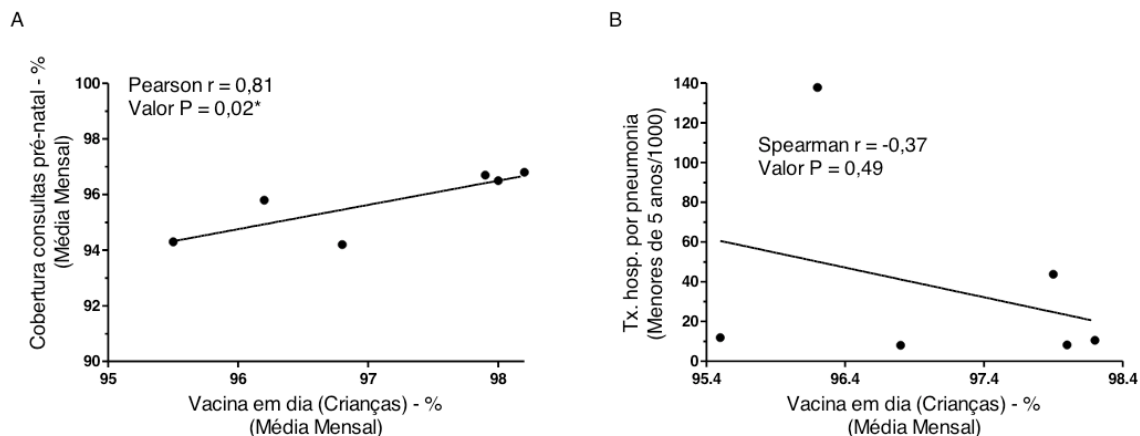 A
Cobertura consultas pré-natal - %
(Média Mensal)
100
98
96
94
92
90
Pearson r = 0,81
Valor P = 0,02*
95
96
97
98
Vacina em dia (Crianças) - %
(Média Mensal)
B
Tx. hosp. por pneumonia
(Menores de 5 anos/1000)
140
120
100
80
60
40
20
0
Spearman r = -0,37
Valor P = 0,49
95.4
96.4
97.4
98.4
Vacina em dia (Crianças) - %
(Média Mensal)